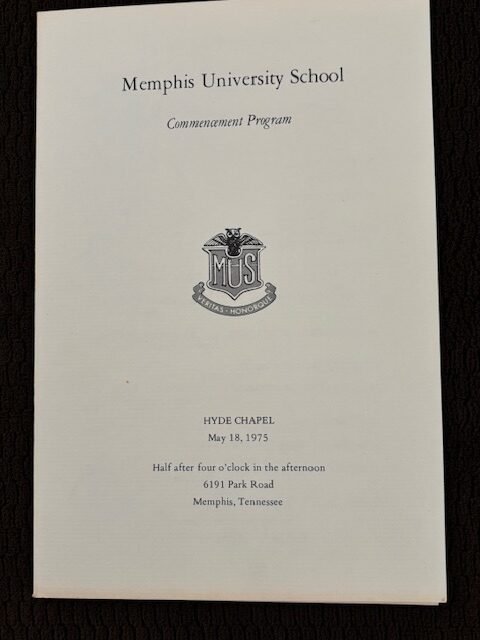 Memphis University School
Commencement Program
MUS
VERITAS · HONORQUE
HYDE CHAPEL
May 18, 1975
Half after four o'clock in the afternoon
6191 Park Road
Memphis, Tennessee